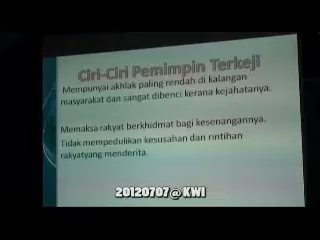 Ciri-Ciri Pemimpin Terkeji
Mempunyai akhlak paling rendah di kalangan
masyarakat dan sangat dibenci kerana kejahatanya.
Memaksa rakyat berkhidmat bagi kesenangannya.
Tidak mempedulikan kesusahan dan rintihan
rakyatyang menderita.
20120707@ KWI